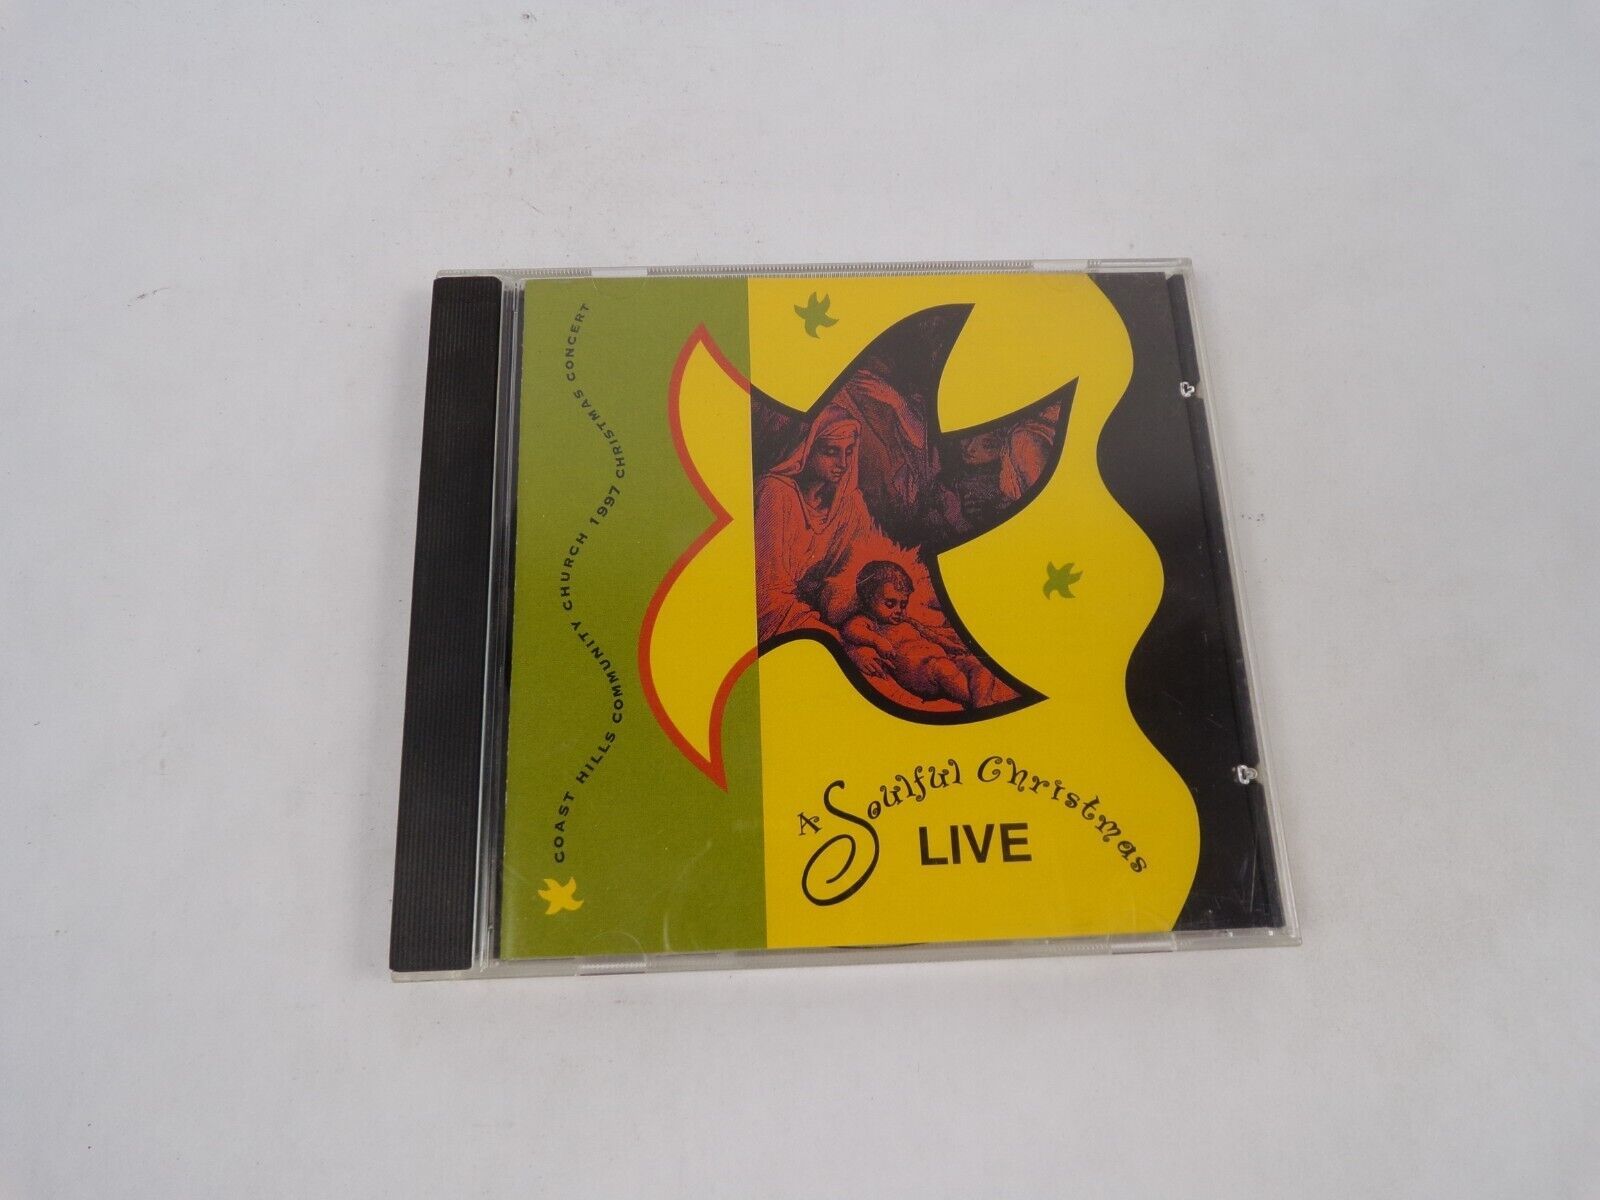 COAST HILLS COMMUNITY CHURCH 1997 CHRISTMAS CONCERT
A Soulful Christmas
LIVE